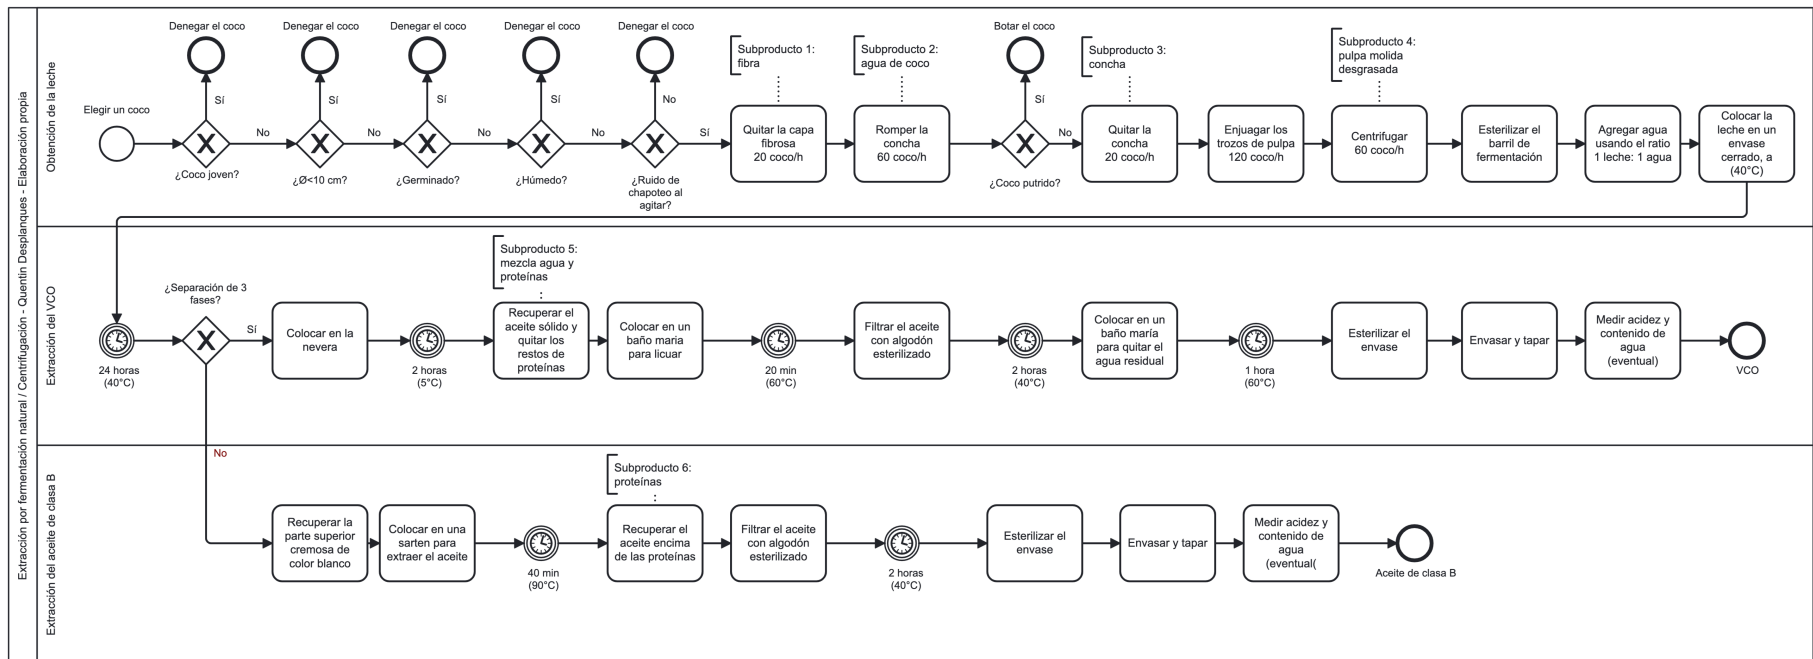 Extracción por fermentación natural / Centrifugación - Quentin Desplanques - Elaboración propia
Obtención de la leche
Elegir un coco
Denegar el coco
Sí
No
¿Coco joven?
Denegar el coco
Sí
No
¿Ø<10 cm?
Denegar el coco
Sí
No
¿Germinado?
Denegar el coco
Sí
No
¿Húmedo?
Denegar el coco
No
Sí
¿Ruido de
chapoteo al
agitar?
Subproducto 1:
fibra
Quitar la capa
fibrosa
20 coco/h
Subproducto 2:
agua de coco
Romper la
concha
60 coco/h
Botar el coco
Sí
No
¿Coco putrido?
Subproducto 3:
concha
Quitar la
concha
20 coco/h
Enjuagar los
trozos de pulpa
120 coco/h
Subproducto 4:
pulpa molida
desgrasada
Centrifugar
60 coco/h
Esterilizar el
barril de
fermentación
Agregar agua
usando el ratio
1 leche: 1 agua
Colocar la
leche en un
envase
cerrado, a
(40°C)
Extracción del VCO
24 horas
(40°C)
¿Separación de 3
fases?
Sí
Colocar en la
nevera
2 horas
(5°C)
Subproducto 5:
mezcla agua y
proteínas
Recuperar el
aceite sólido y
quitar los
restos de
proteínas
Colocar en un
baño maria
para licuar
20 min
(60°C)
Filtrar el aceite
con algodón
esterilizado
2 horas
(40°C)
Colocar en un
baño maría
para quitar el
agua residual
1 hora
(60°C)
Esterilizar el
envase
Envasar y tapar
Medir acidez y
contenido de
agua
(eventual)
VCO
Extracción del aceite de clasa B
No
Recuperar la
parte superior
cremosa de
color blanco
Colocar en una
sarten para
extraer el aceite
40 min
(90°C)
Subproducto 6:
proteínas
Recuperar el
aceite encima
de las proteínas
Filtrar el aceite
con algodón
esterilizado
2 horas
(40°C)
Esterilizar el
envase
Envasar y tapar
Medir acidez y
contenido de
agua
(eventual(
Aceite de clasa B